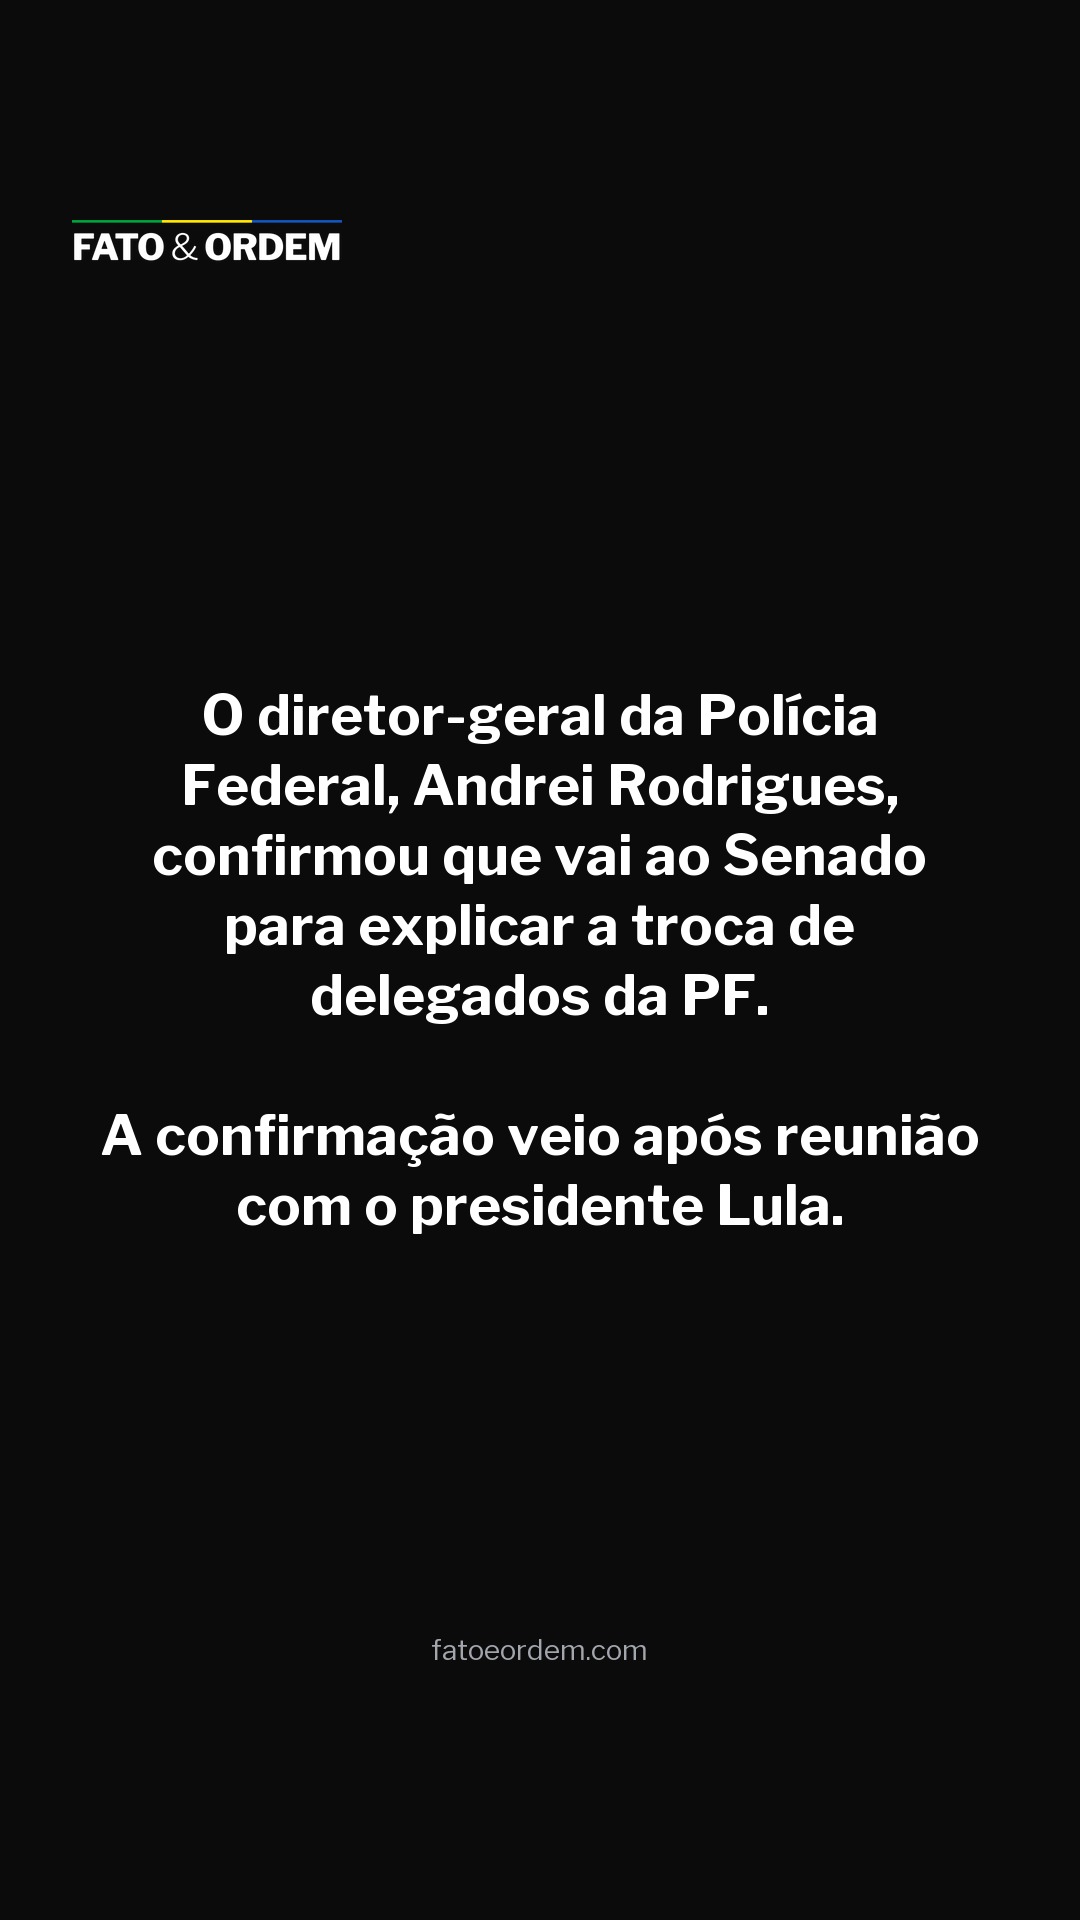 FATO & ORDEM
O diretor-geral da Polícia
Federal, Andrei Rodrigues,
confirmou que vai ao Senado
para explicar a troca de
delegados da PF.
A confirmação veio após reunião
com o presidente Lula.
fatoeordem.com